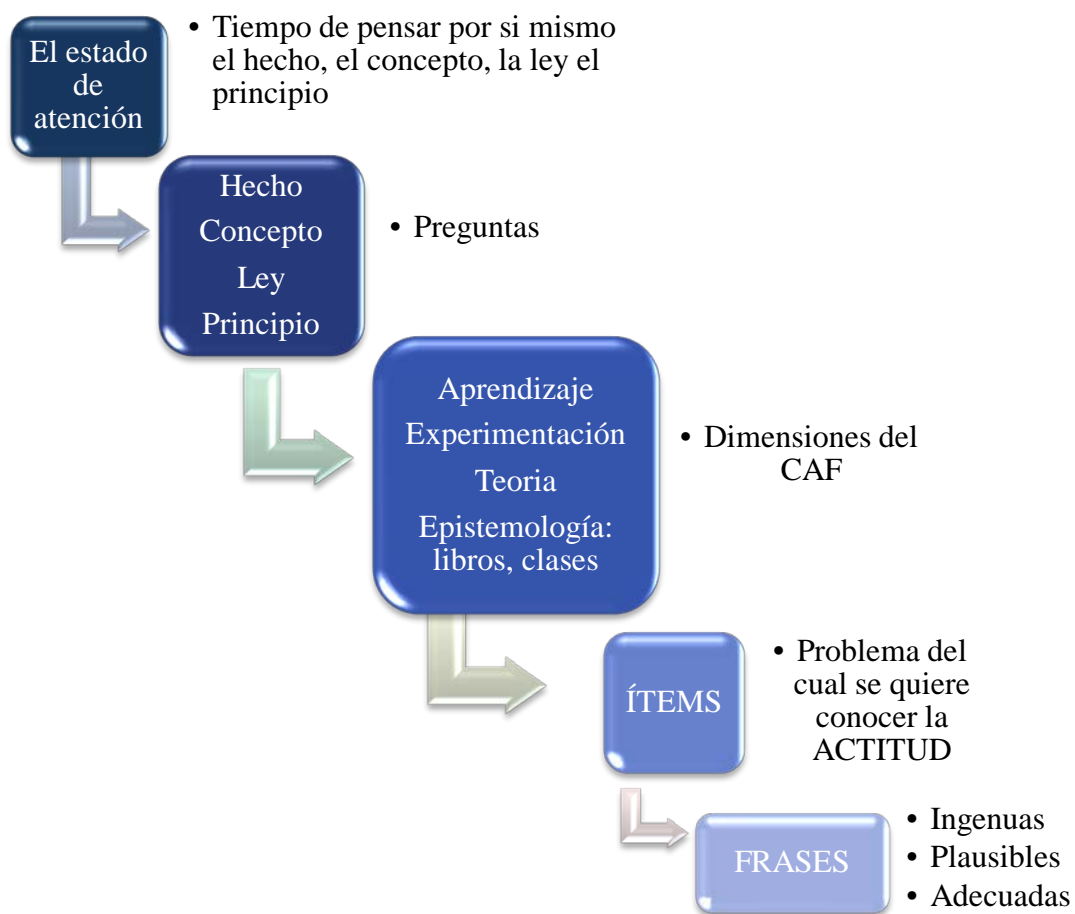 El estado
de
atención
• Tiempo de pensar por si mismo
el hecho, el concepto, la ley el
principio
Hecho
Concepto
Ley
Principio
• Preguntas
Aprendizaje
Experimentación
Teoria
Epistemología:
libros, clases
• Dimensiones del
CAF
ÍTEMS
• Problema del
cual se quiere
conocer la
ACTITUD
FRASES
• Ingenuas
• Plausibles
• Adecuadas